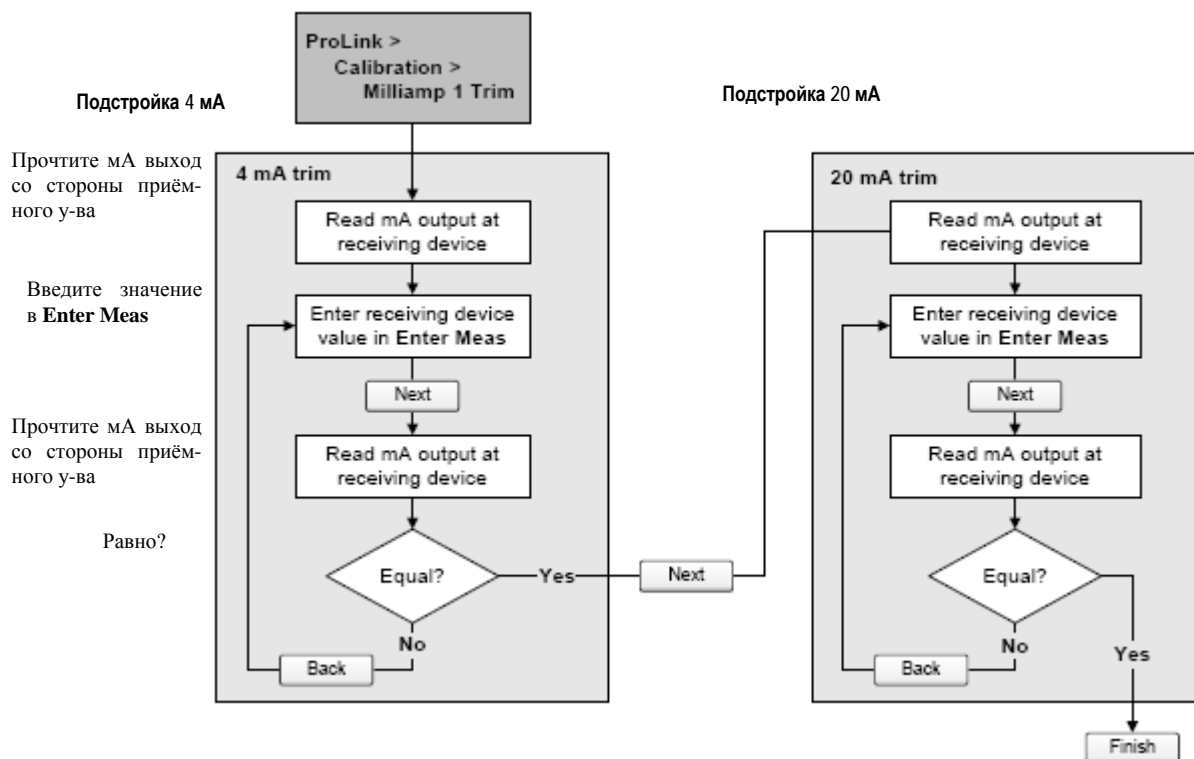 ProLink >
Calibration >
Milliamp 1 Trim
Подстройка 4 мА
Подстройка 20 мА
Прочтите мА выход
со стороны приём-
ного у-ва
Введите значение
в Enter Meas
Прочтите мА выход
со стороны приём-
ного у-ва
Равно?
4 mA trim
Read mA output at
receiving device
Enter receiving device
value in Enter Meas
Next
Read mA output at
receiving device
Equal?
Yes
Next
No
Back
20 mA trim
Read mA output at
receiving device
Enter receiving device
value in Enter Meas
Next
Read mA output at
receiving device
Equal?
No
Yes
Back
Finish